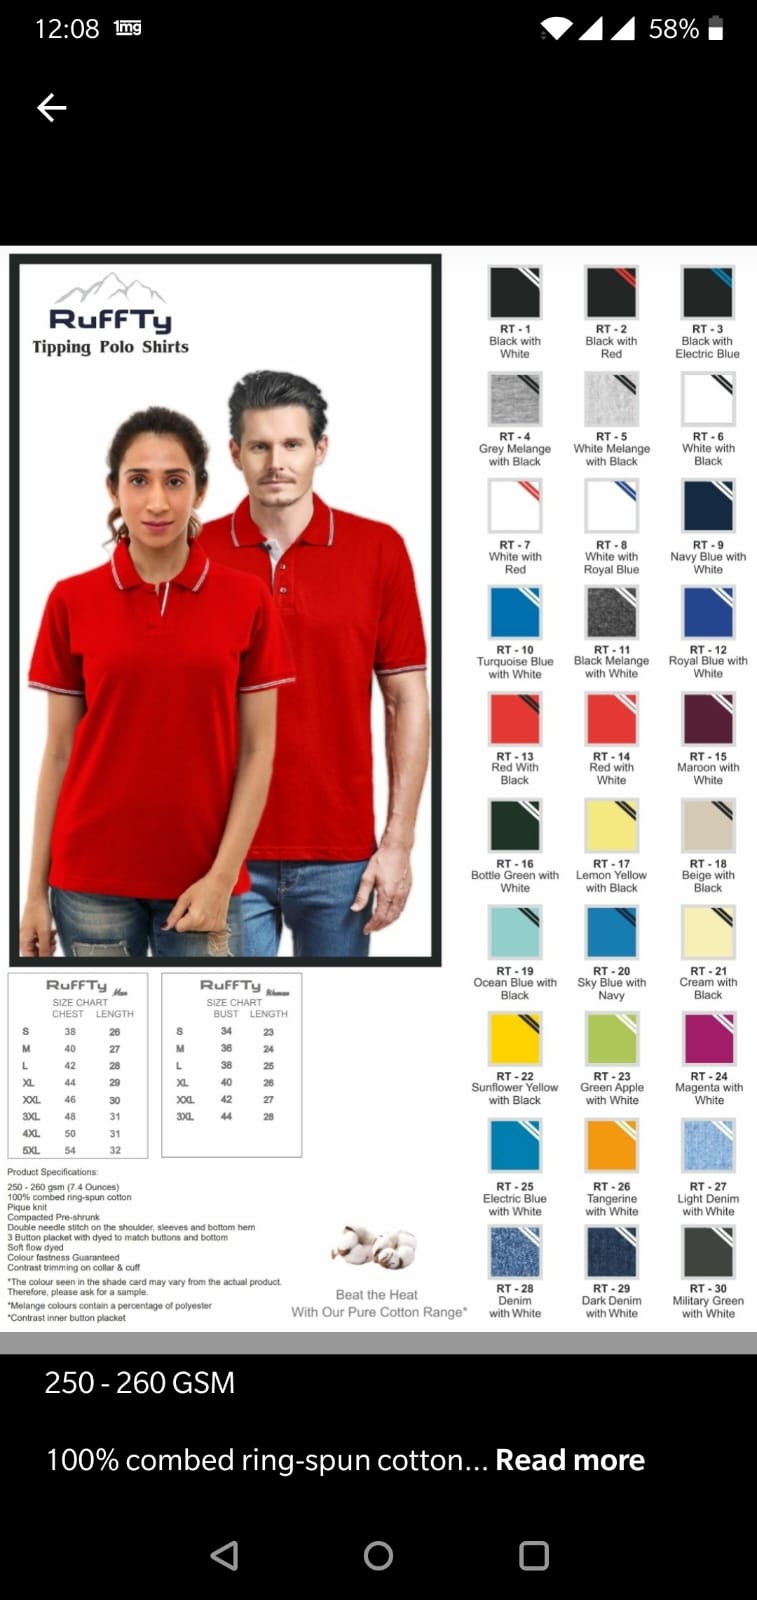 12:08 1mg 58%
RuffTy
Tipping Polo Shirts
RT - 1
Black with
White
RT - 2
Black with
Red
RT - 3
Black with
Electric Blue
RT - 4
Grey Melange
with Black
RT - 5
White Melange
with Black
RT - 6
White with
Black
RT - 7
White with
Red
RT - 8
White with
Royal Blue
RT - 9
Navy Blue with
White
RT - 10
Turquoise Blue
with White
RT - 11
Black Melange
with White
RT - 12
Royal Blue with
White
RT - 13
Red With
Black
RT - 14
Red with
White
RT - 15
Maroon with
White
RT - 16
Bottle Green with
White
RT - 17
Lemon Yellow
with Black
RT - 18
Beige with
Black
RT - 19
Ocean Blue with
Black
RT - 20
Sky Blue with
Navy
RT - 21
Cream with
Black
RT - 22
Sunflower Yellow
with Black
RT - 23
Green Apple
with White
RT - 24
Magenta with
White
RT - 25
Electric Blue
with White
RT - 26
Tangerine
with White
RT - 27
Light Denim
with White
RT - 28
Denim
with White
RT - 29
Dark Denim
with White
RT - 30
Military Green
with White
RuffTy Man
SIZE CHART
CHEST LENGTH
S 38 26
M 40 27
L 42 28
XL 44 29
XXL 46 30
3XL 48 31
4XL 50 31
5XL 54 32
RuffTy Woman
SIZE CHART
BUST LENGTH
S 34 23
M 36 24
L 38 25
XL 40 26
XXL 42 27
3XL 44 28
Product Specifications:
250 - 260 gsm (7.4 Ounces)
100% combed ring-spun cotton
Pique knit
Compacted Pre-shrunk
Double needle stitch on the shoulder, sleeves and bottom hem
3 Button placket with dyed to match buttons and bottom
Soft flow dyed
Colour fastness Guaranteed
Contrast trimming on collar & cuff
*The colour seen in the shade card may vary from the actual product.
Therefore, please ask for a sample.
*Melange colours contain a percentage of polyester
*Contrast inner button placket
Beat the Heat
With Our Pure Cotton Range*
250 - 260 GSM
100% combed ring-spun cotton... Read more